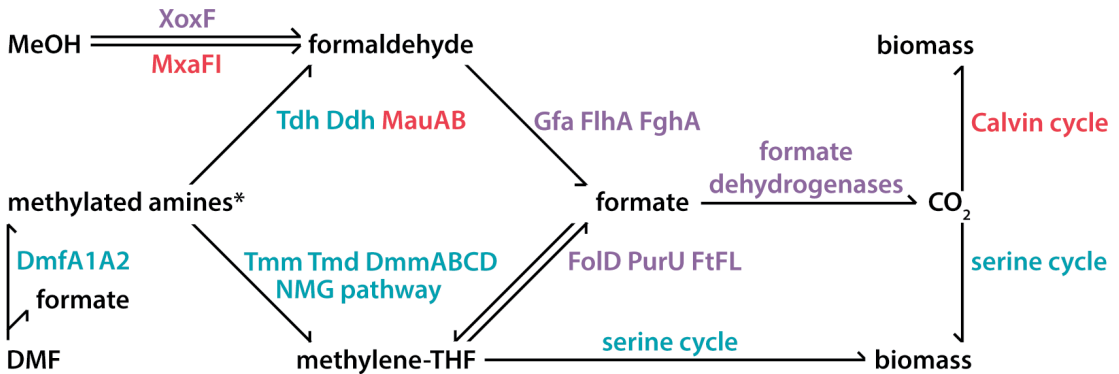 XoxF
MeOH
formaldehyde
biomass
MxaFI
Tdh Ddh MauAB
Gfa FlhA FghA
Calvin cycle
formate
dehydrogenases
methylated amines*
formate
CO2
DmfA1A2
Tmm Tmd DmmABCD
NMG pathway
FolD PurU FtFL
serine cycle
formate
DMF
methylene-THF
serine cycle
biomass